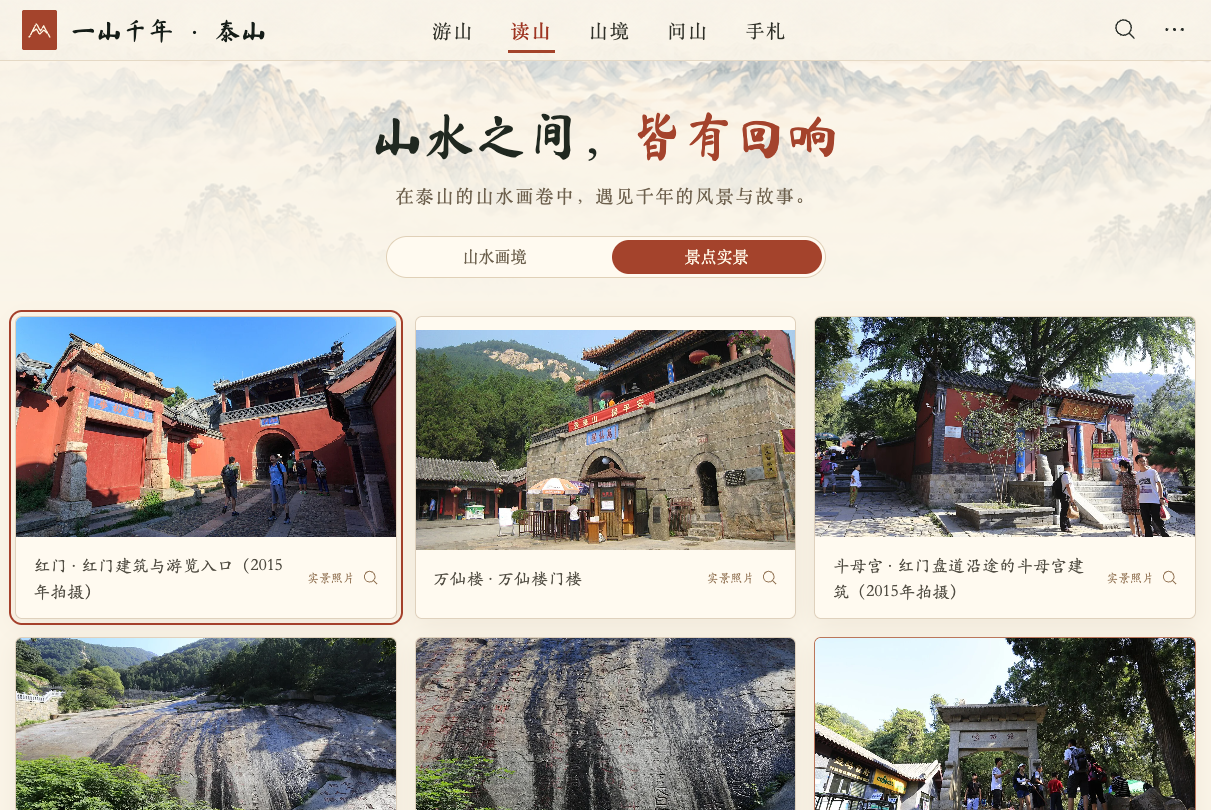 一山千年 · 泰山
游山
读山
山境
问山
手札
山水之间，皆有回响
在泰山的山水画卷中，遇见千年的风景与故事。
山水画境
景点实景
红门 · 红门建筑与游览入口（2015
年拍摄）
实景照片
万仙楼 · 万仙楼门楼
实景照片
斗母宫 · 红门盘道沿途的斗母宫建
筑（2015年拍摄）
实景照片